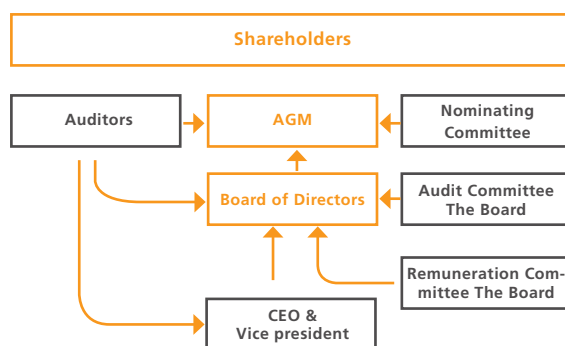 Shareholders
Auditors
AGM
Nominating
Committee
Board of Directors
Audit Committee
The Board
Remuneration Com-
mittee The Board
CEO &
Vice president